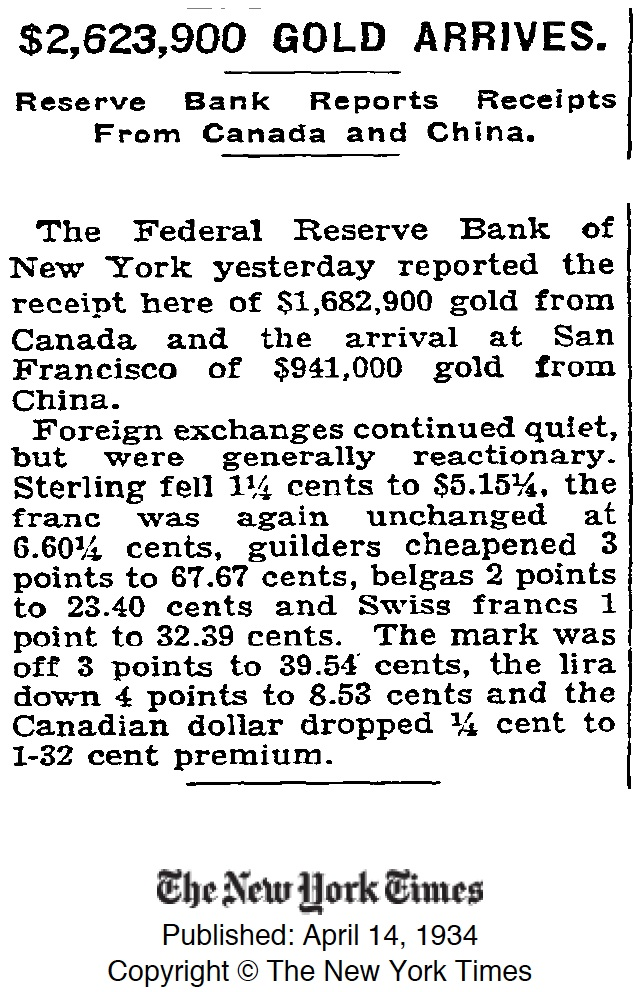 $2,623,900 GOLD ARRIVES.
Reserve Bank Reports Receipts
From Canada and China.
The Federal Reserve Bank of
New York yesterday reported the
receipt here of $1,682,900 gold from
Canada and the arrival at San
Francisco of $941,000 gold from
China.
Foreign exchanges continued quiet,
but were generally reactionary.
Sterling fell 1¼ cents to $5.15¼, the
franc was again unchanged at
6.60¼ cents, guilders cheapened 3
points to 67.67 cents, belgas 2 points
to 23.40 cents and Swiss francs 1
point to 32.39 cents. The mark was
off 3 points to 39.54 cents, the lira
down 4 points to 8.53 cents and the
Canadian dollar dropped ¼ cent to
1-32 cent premium.
The New York Times
Published: April 14, 1934
Copyright © The New York Times